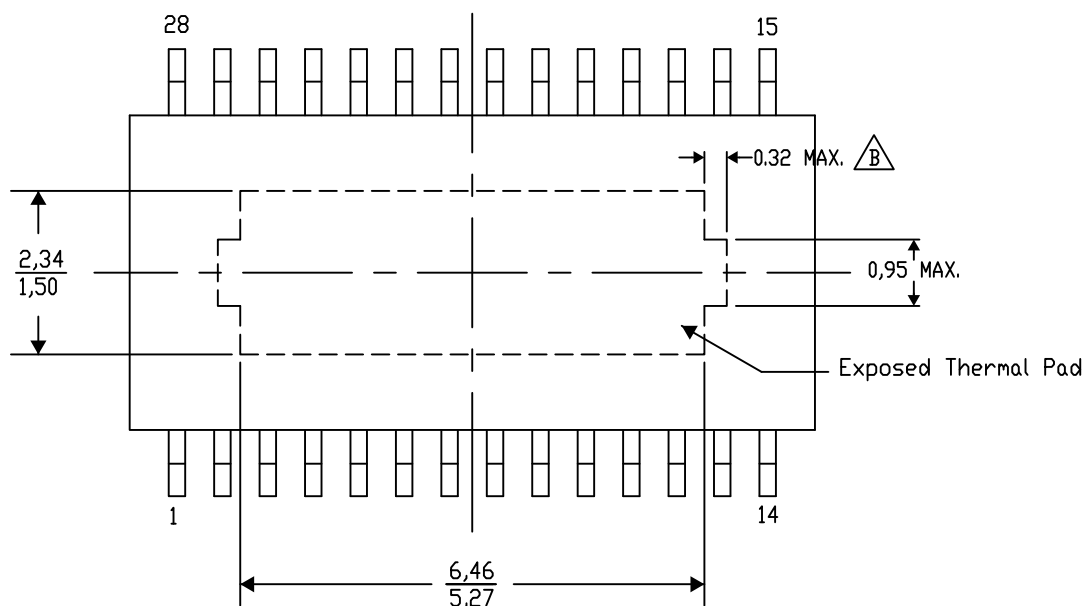 28
15
0.32 MAX. B
2,34
1,50
0,95 MAX.
Exposed Thermal Pad
1
14
6,46
5,27